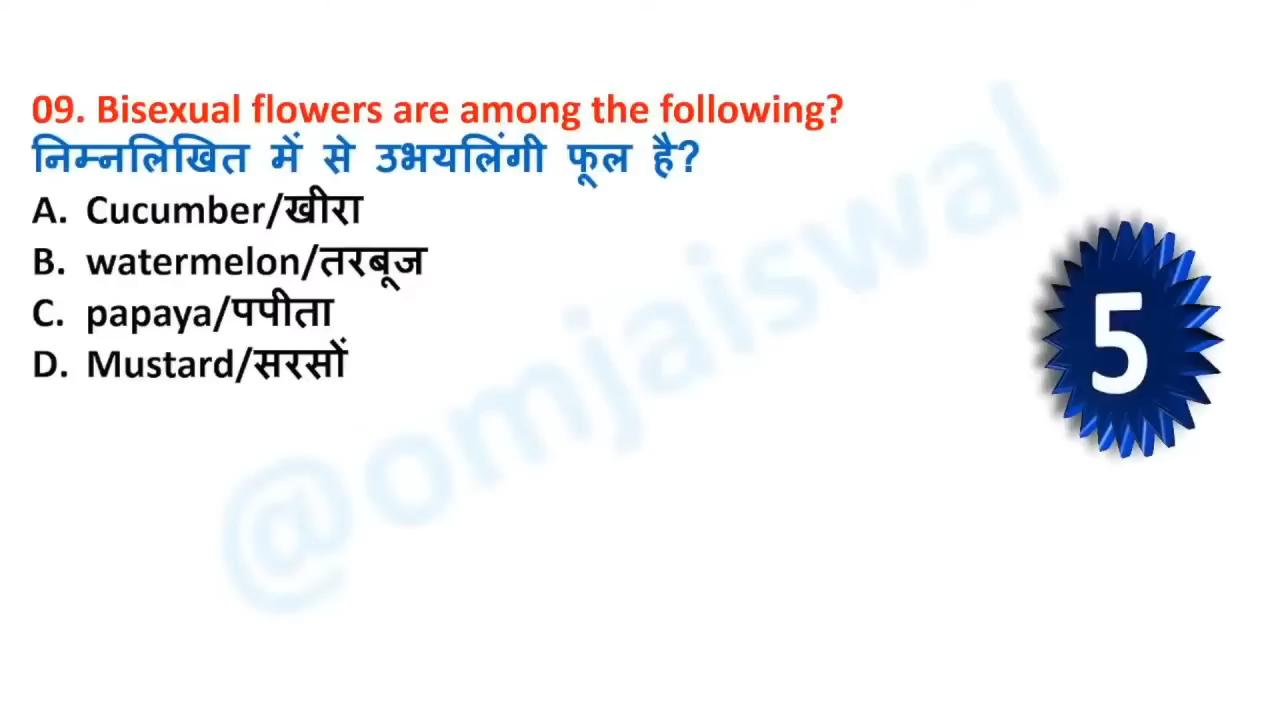 09. Bisexual flowers are among the following?
निम्नलिखित में से उभयलिंगी फूल है?
A. Cucumber/खीरा
B. watermelon/तरबूज
C. papaya/पपीता
D. Mustard/सरसों
5
@omjaiswal